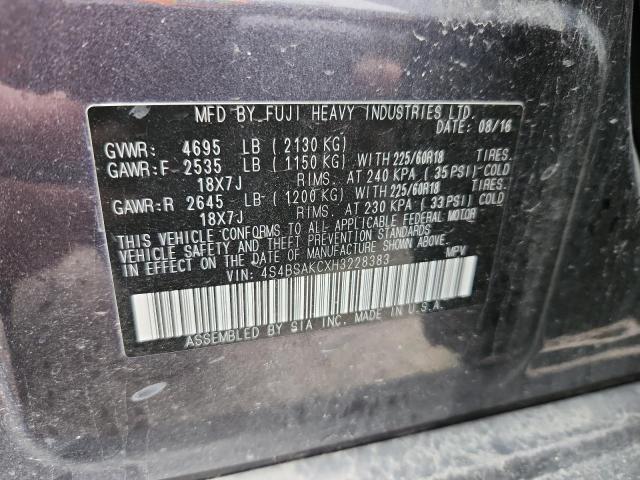 MFD BY FUJI HEAVY INDUSTRIES LTD.
DATE: 08/16
GVWR: 4695 LB (2130 KG)
GAWR:F 2535 LB (1150 KG) WITH 225/60R18 TIRES.
18X7J RIMS. AT 240 KPA (35 PSI) COLD
GAWR:R 2645 LB (1200 KG) WITH 225/60R18 TIRES.
18X7J RIMS. AT 230 KPA (33 PSI) COLD
THIS VEHICLE CONFORMS TO ALL APPLICABLE FEDERAL MOTOR
VEHICLE SAFETY AND THEFT PREVENTION STANDARDS
IN EFFECT ON THE DATE OF MANUFACTURE SHOWN ABOVE.
VIN: 4S4BSAKCXH3228383 MPV
ASSEMBLED BY SIA INC. MADE IN U.S.A.